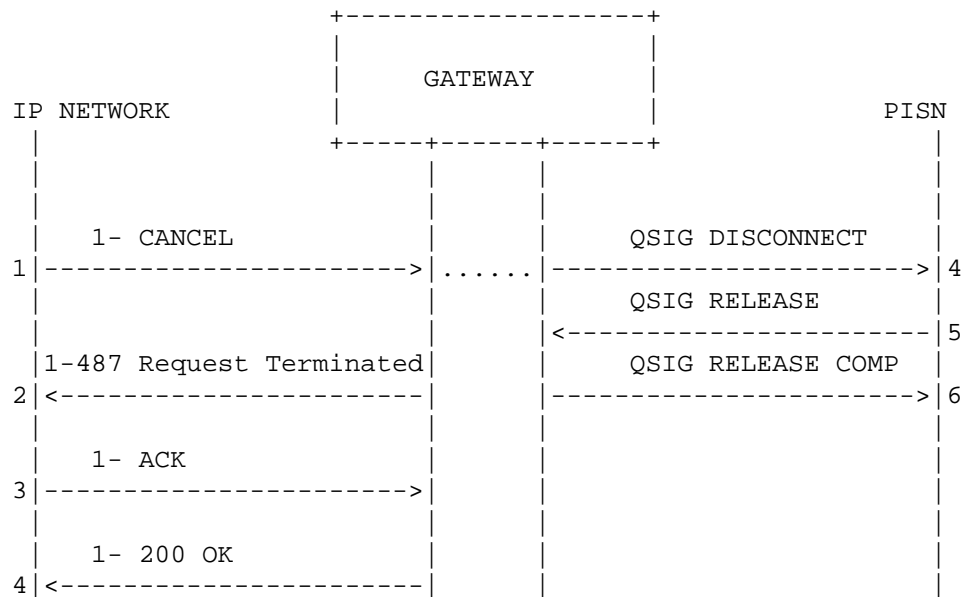 GATEWAY
IP NETWORK PISN
1- CANCEL QSIG DISCONNECT
1 ...... 4
QSIG RELEASE
5
1-487 Request Terminated QSIG RELEASE COMP
2 6
1- ACK
3
1- 200 OK
4